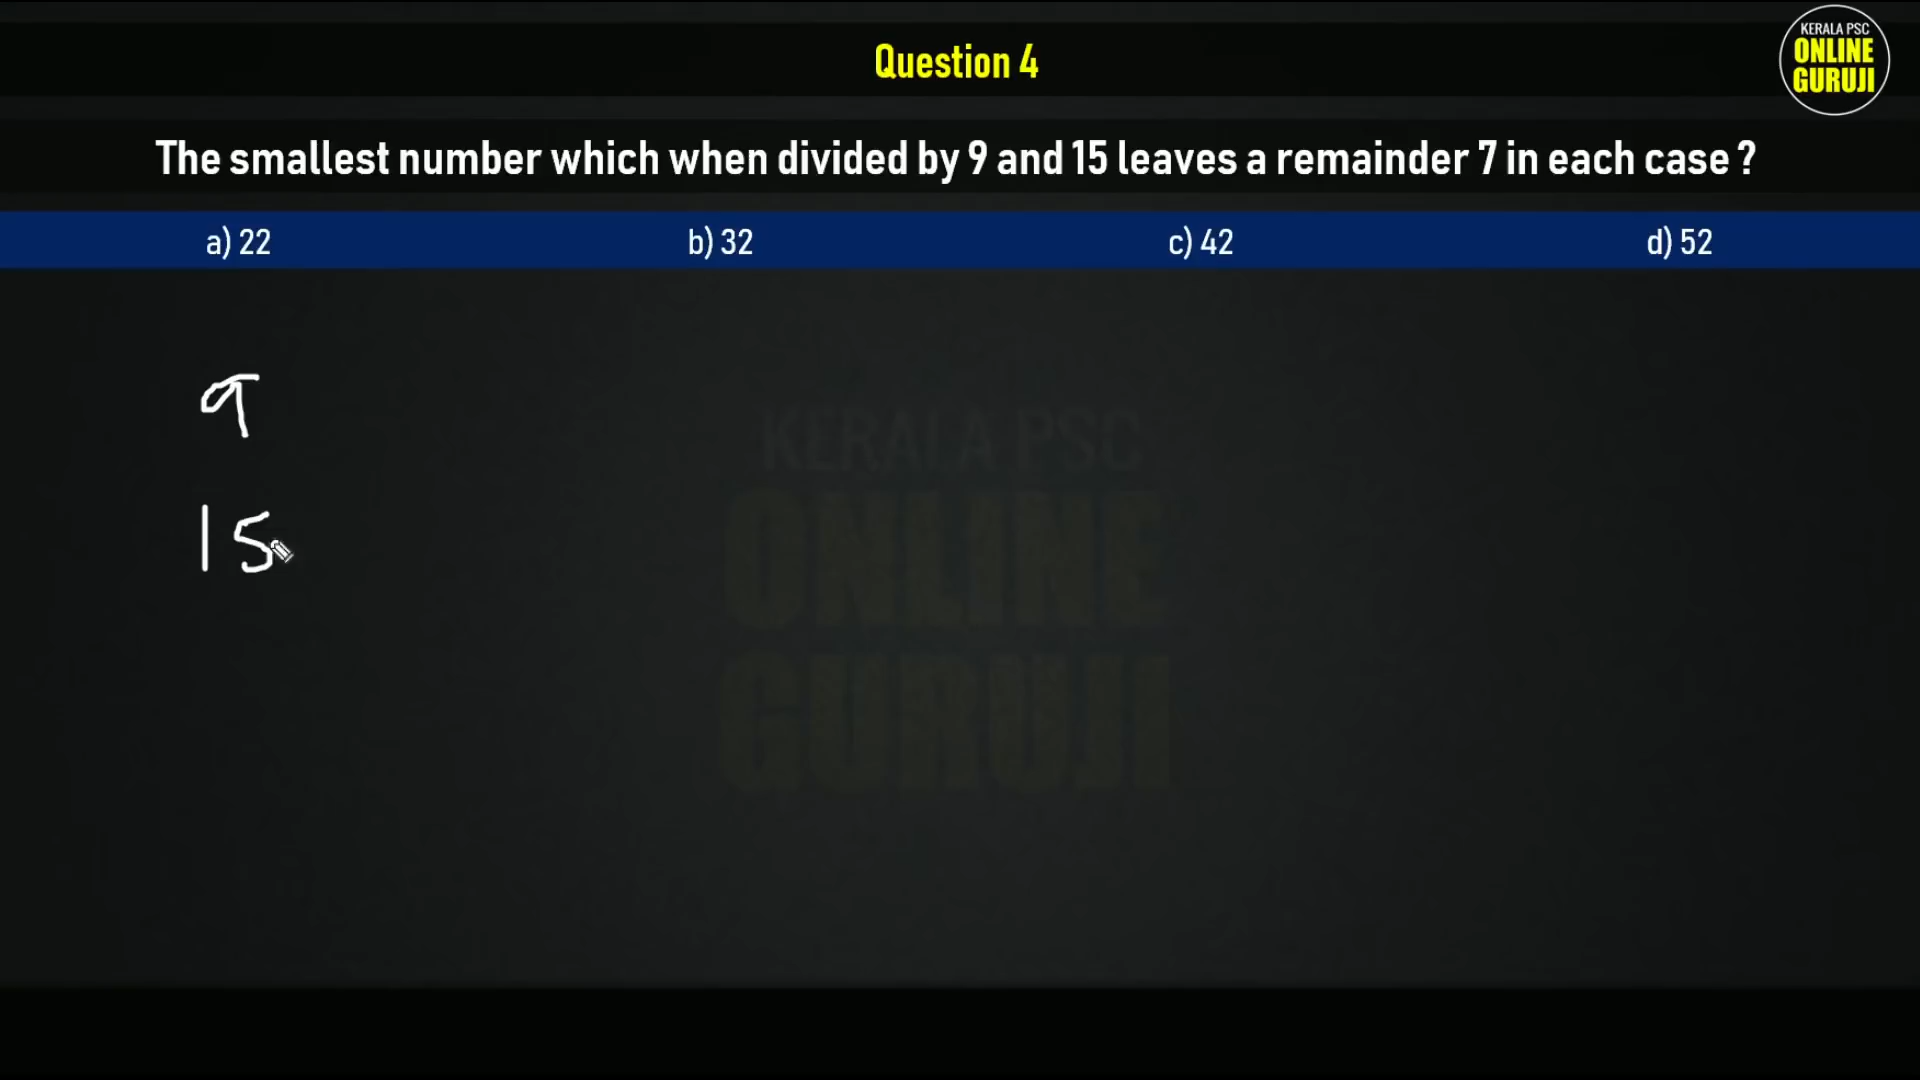 KERALA PSC
ONLINE
GURUJI
Question 4
The smallest number which when divided by 9 and 15 leaves a remainder 7 in each case ?
a) 22 b) 32 c) 42 d) 52
9
15
KERALA PSC
ONLINE
GURUJI